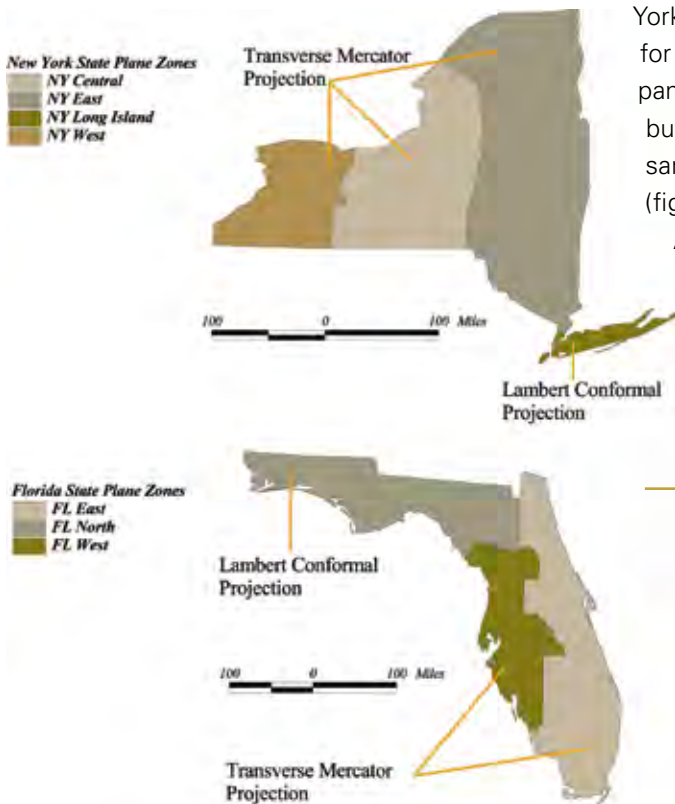 New York State Plane Zones
NY Central
NY East
NY Long Island
NY West
Transverse Mercator
Projection
100 0 100 Miles
Lambert Conformal
Projection
York
for
pan
bu
(fig
Florida State Plane Zones
FL East
FL North
FL West
Lambert Conformal
Projection
100 0 100 Miles
Transverse Mercator
Projection